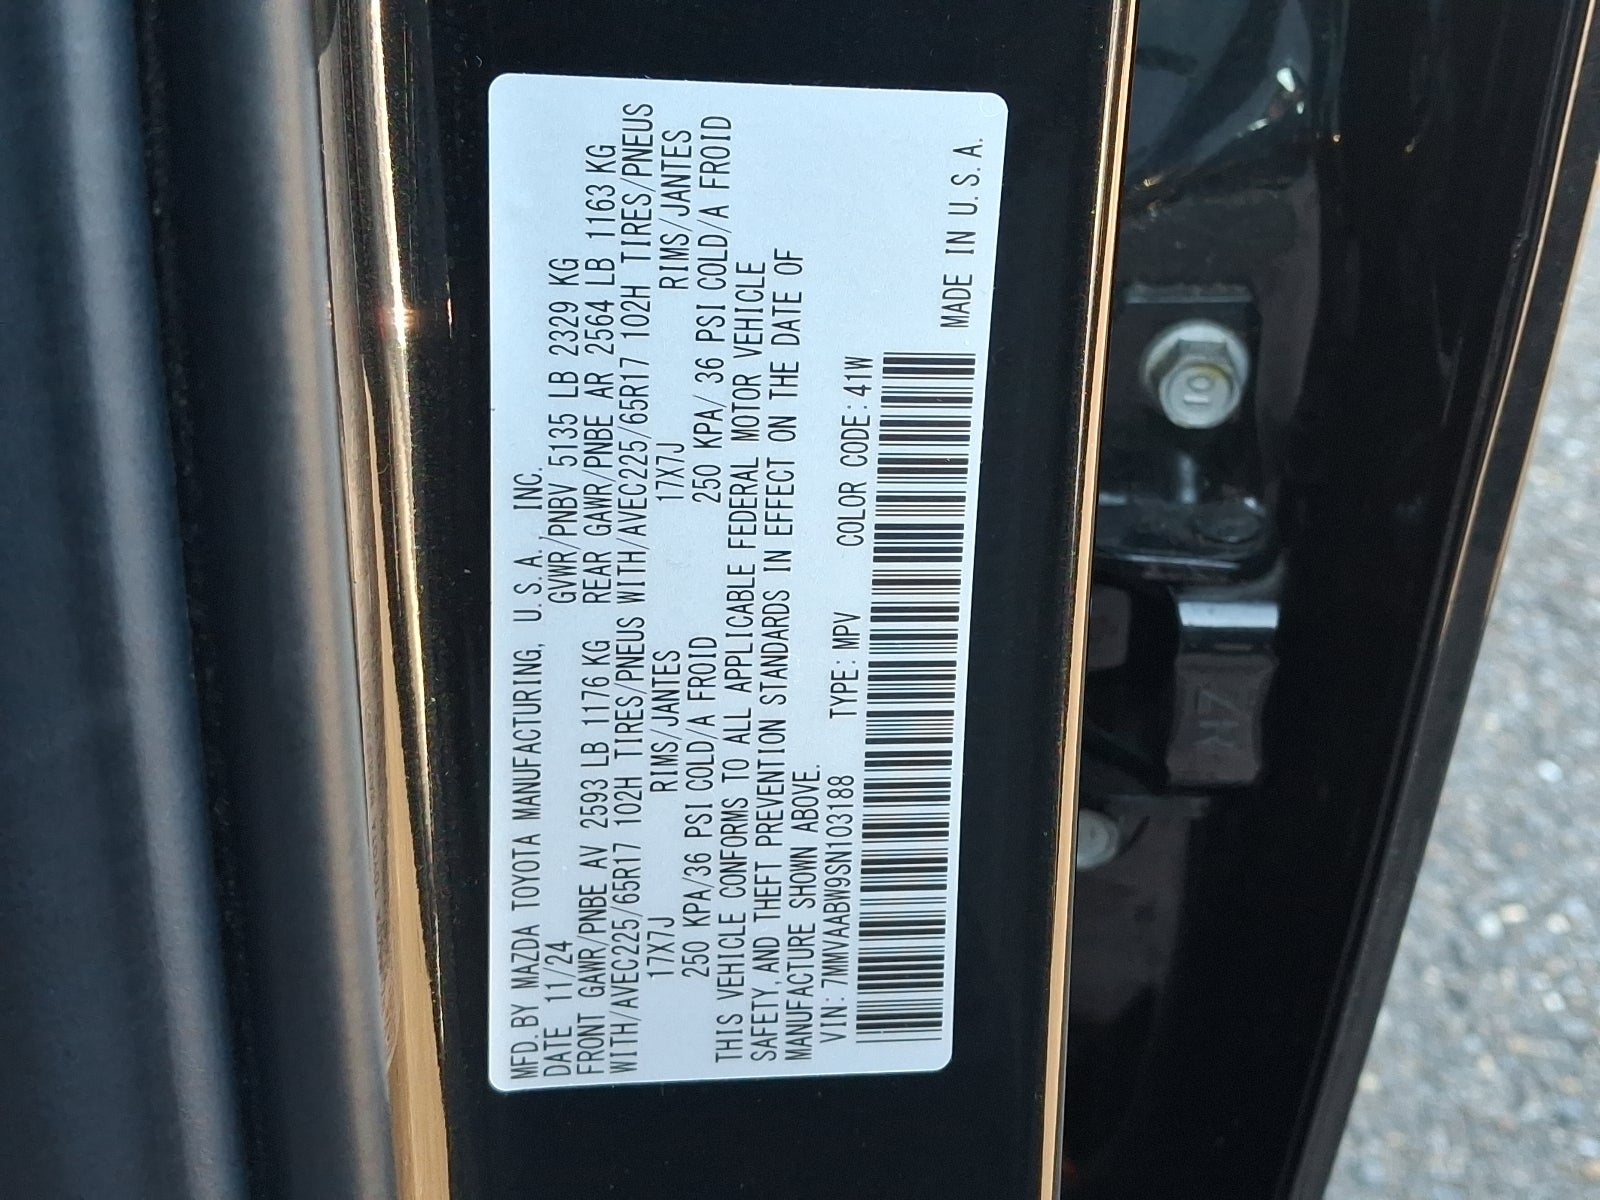 MFD. BY MAZDA TOYOTA MANUFACTURING, U. S. A., INC.
DATE 11/24 GVWR/PNBV 5135 LB 2329 KG
FRONT GAWR/PNBE AV 2593 LB 1176 KG REAR GAWR/PNBE AR 2564 LB 1163 KG
WITH/AVEC225/65R17 102H TIRES/PNEUS WITH/AVEC225/65R17 102H TIRES/PNEUS
17X7J RIMS/JANTES 17X7J RIMS/JANTES
250 KPA/36 PSI COLD/A FROID 250 KPA/ 36 PSI COLD/A FROID
THIS VEHICLE CONFORMS TO ALL APPLICABLE FEDERAL MOTOR VEHICLE
SAFETY, AND THEFT PREVENTION STANDARDS IN EFFECT ON THE DATE OF
MANUFACTURE SHOWN ABOVE.
VIN: 7MMVAABW9SN103188 TYPE: MPV COLOR CODE: 41W
MADE IN U. S. A.
10